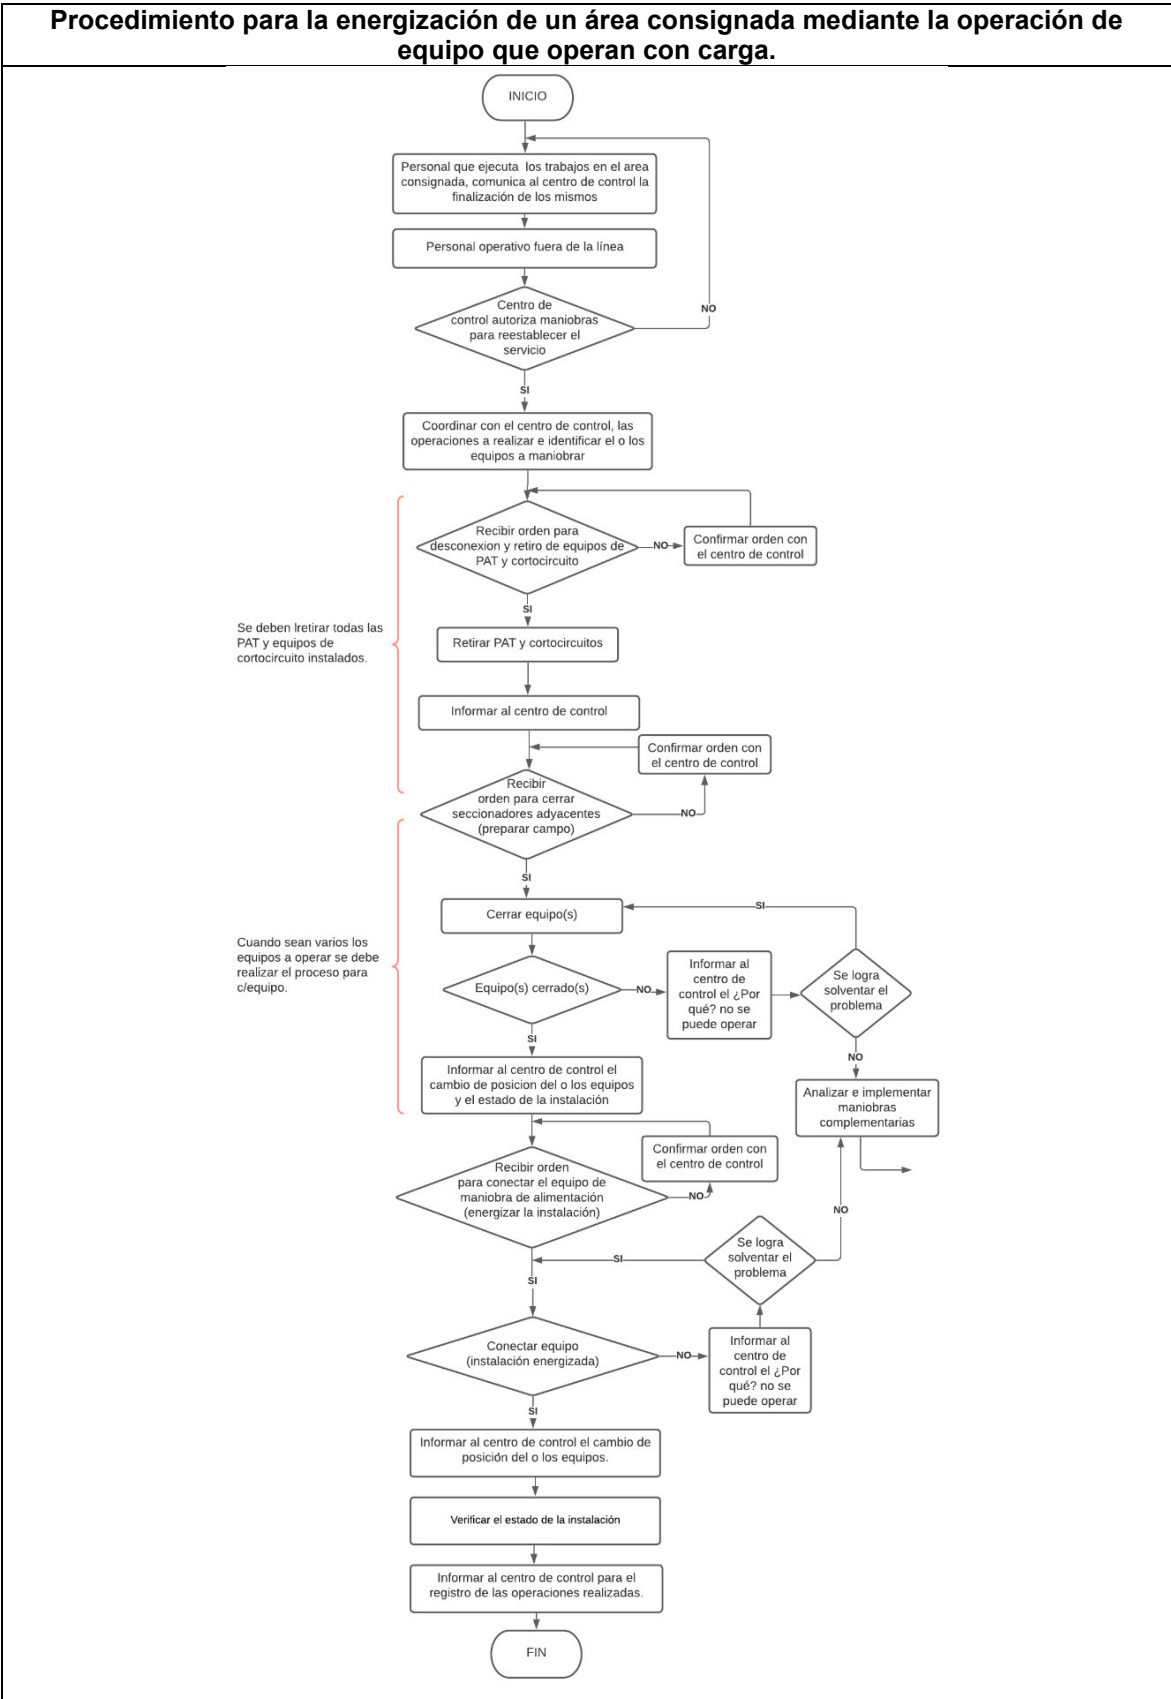 Procedimiento para la energización de un área consignada mediante la operación de
equipo que operan con carga.
INICIO
Personal que ejecuta los trabajos en el area
consignada, comunica al centro de control la
finalización de los mismos
Personal operativo fuera de la línea
Centro de
control autoriza maniobras
para reestablecer el
servicio
NO
SI
Coordinar con el centro de control, las
operaciones a realizar e identificar el o los
equipos a maniobrar
Recibir orden para
desconexion y retiro de equipos de
PAT y cortocircuito
NO
Confirmar orden con
el centro de control
SI
Se deben lretirar todas las
PAT y equipos de
cortocircuito instalados.
Retirar PAT y cortocircuitos
Informar al centro de control
Confirmar orden con
el centro de control
Recibir
orden para cerrar
seccionadores adyacentes
(preparar campo)
NO
SI
Cerrar equipo(s)
SI
Cuando sean varios los
equipos a operar se debe
realizar el proceso para
c/equipo.
Equipo(s) cerrado(s)
NO
Informar al
centro de
control el ¿Por
qué? no se
puede operar
Se logra
solventar el
problema
SI
NO
Informar al centro de control el
cambio de posicion del o los equipos
y el estado de la instalación
Analizar e implementar
maniobras
complementarias
Confirmar orden con
el centro de control
Recibir orden
para conectar el equipo de
maniobra de alimentación
(energizar la instalación)
NO
NO
Se logra
solventar el
problema
SI
SI
Conectar equipo
(instalación energizada)
NO
Informar al
centro de
control el ¿Por
qué? no se
puede operar
SI
Informar al centro de control el cambio de
posición del o los equipos.
Verificar el estado de la instalación
Informar al centro de control para el
registro de las operaciones realizadas.
FIN